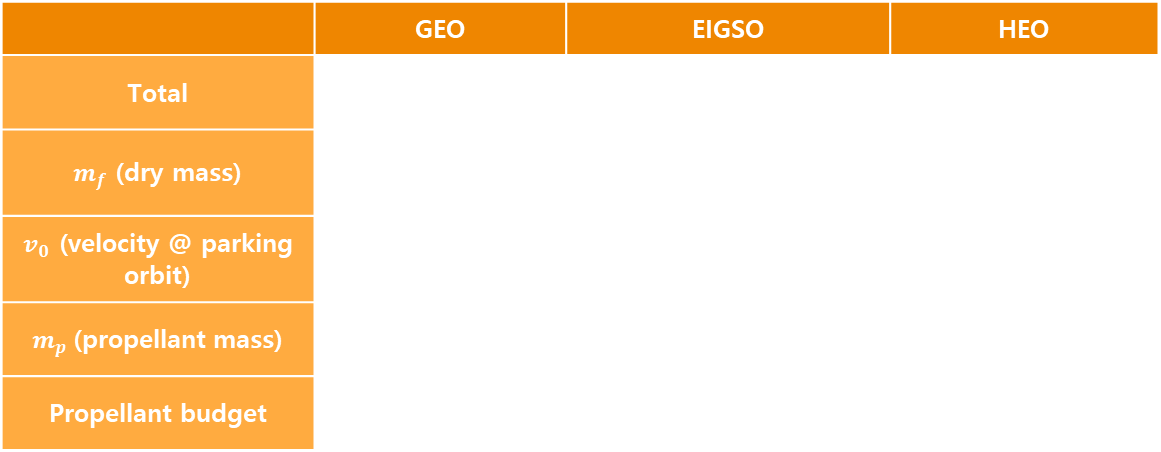 GEO EIGSO HEO
Total
m_f (dry mass)
v_0 (velocity @ parking
orbit)
m_p (propellant mass)
Propellant budget